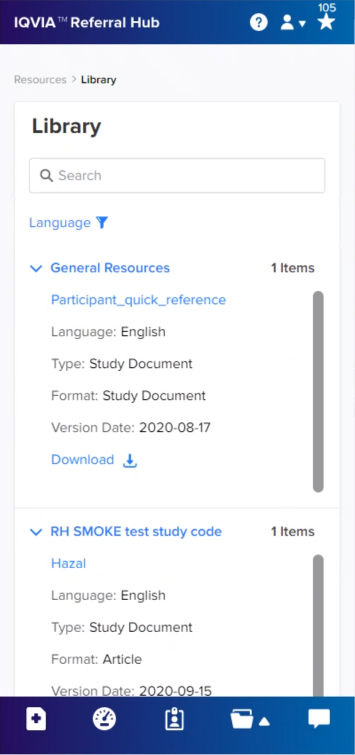 105
IQVIA™ Referral Hub
Resources > Library
Library
Search
Language
General Resources 1 Items
Participant_quick_reference
Language: English
Type: Study Document
Format: Study Document
Version Date: 2020-08-17
Download
RH SMOKE test study code 1 Items
Hazal
Language: English
Type: Study Document
Format: Article
Version Date: 2020-09-15